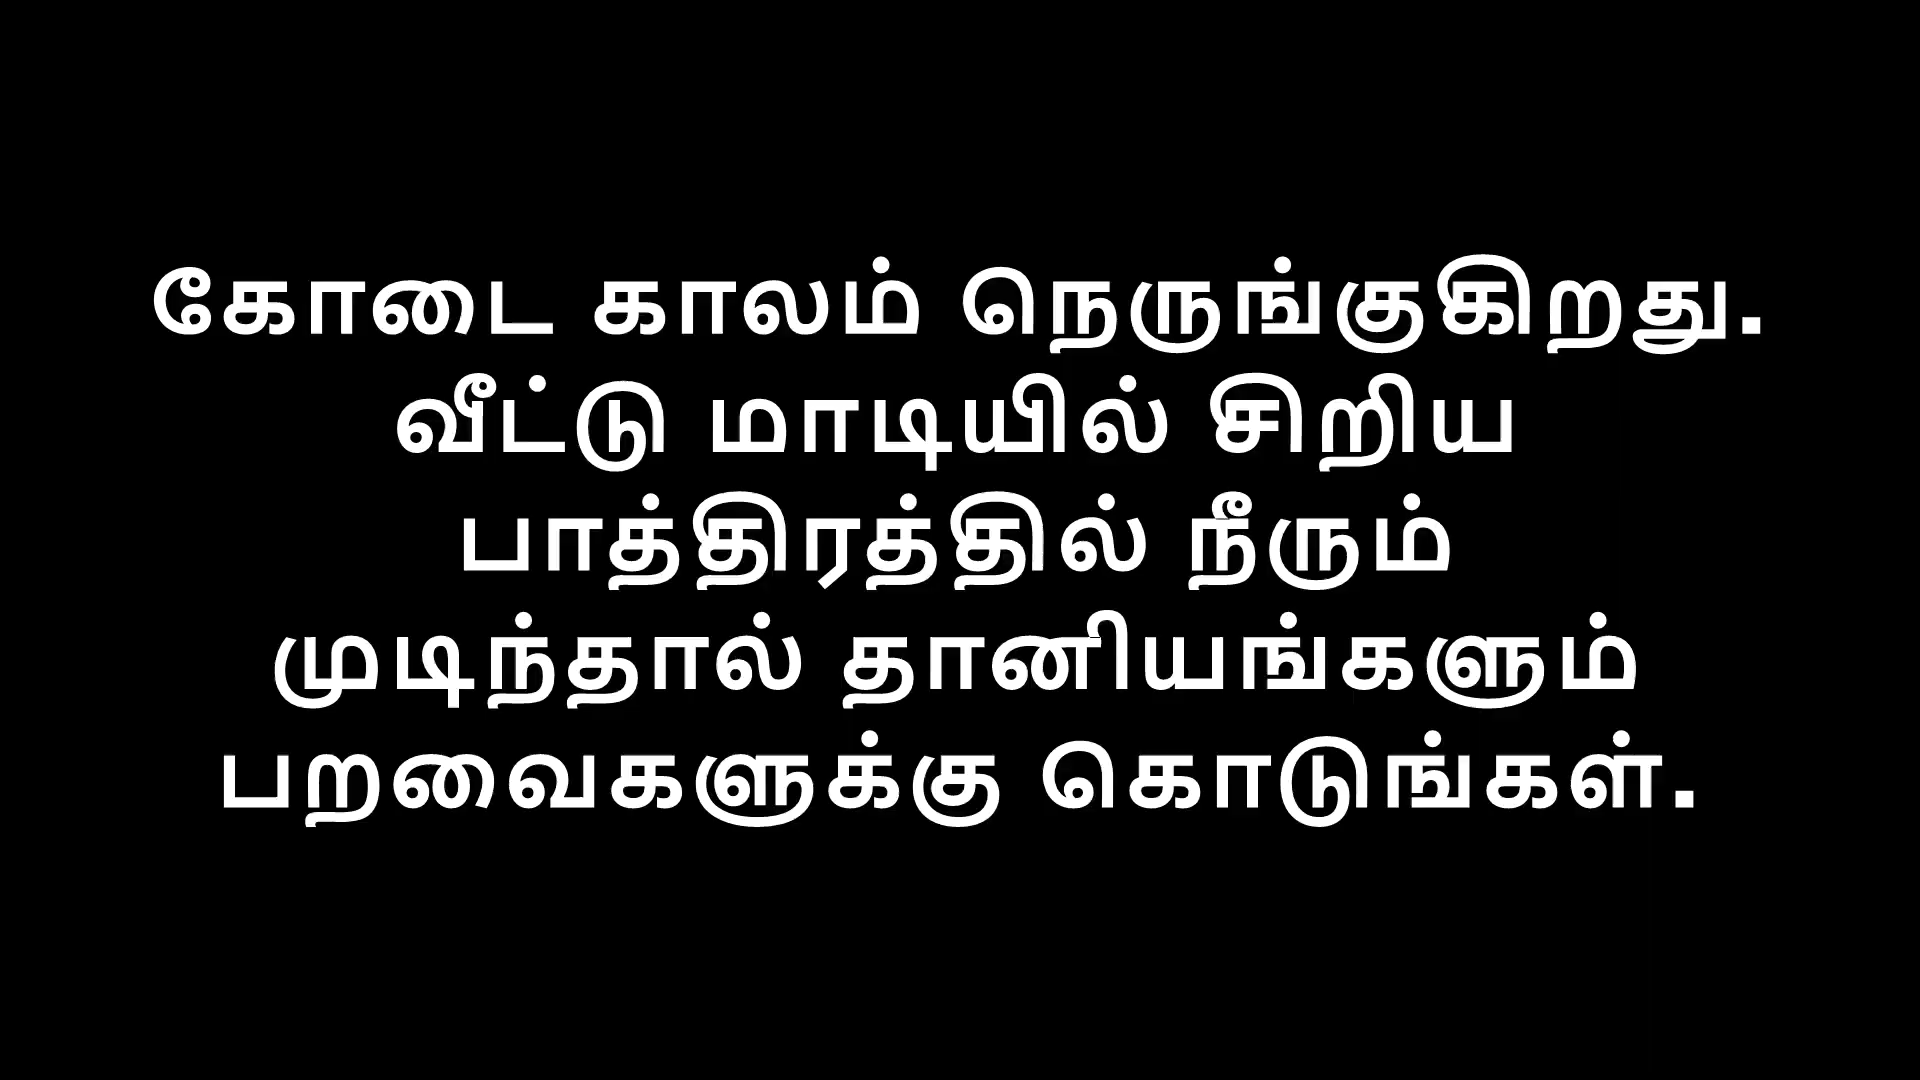 கோடை காலம் நெருங்குகிறது.
வீட்டு மாடியில் சிறிய
பாத்திரத்தில் நீரும்
முடிந்தால் தானியங்களும்
பறவைகளுக்கு கொடுங்கள்.